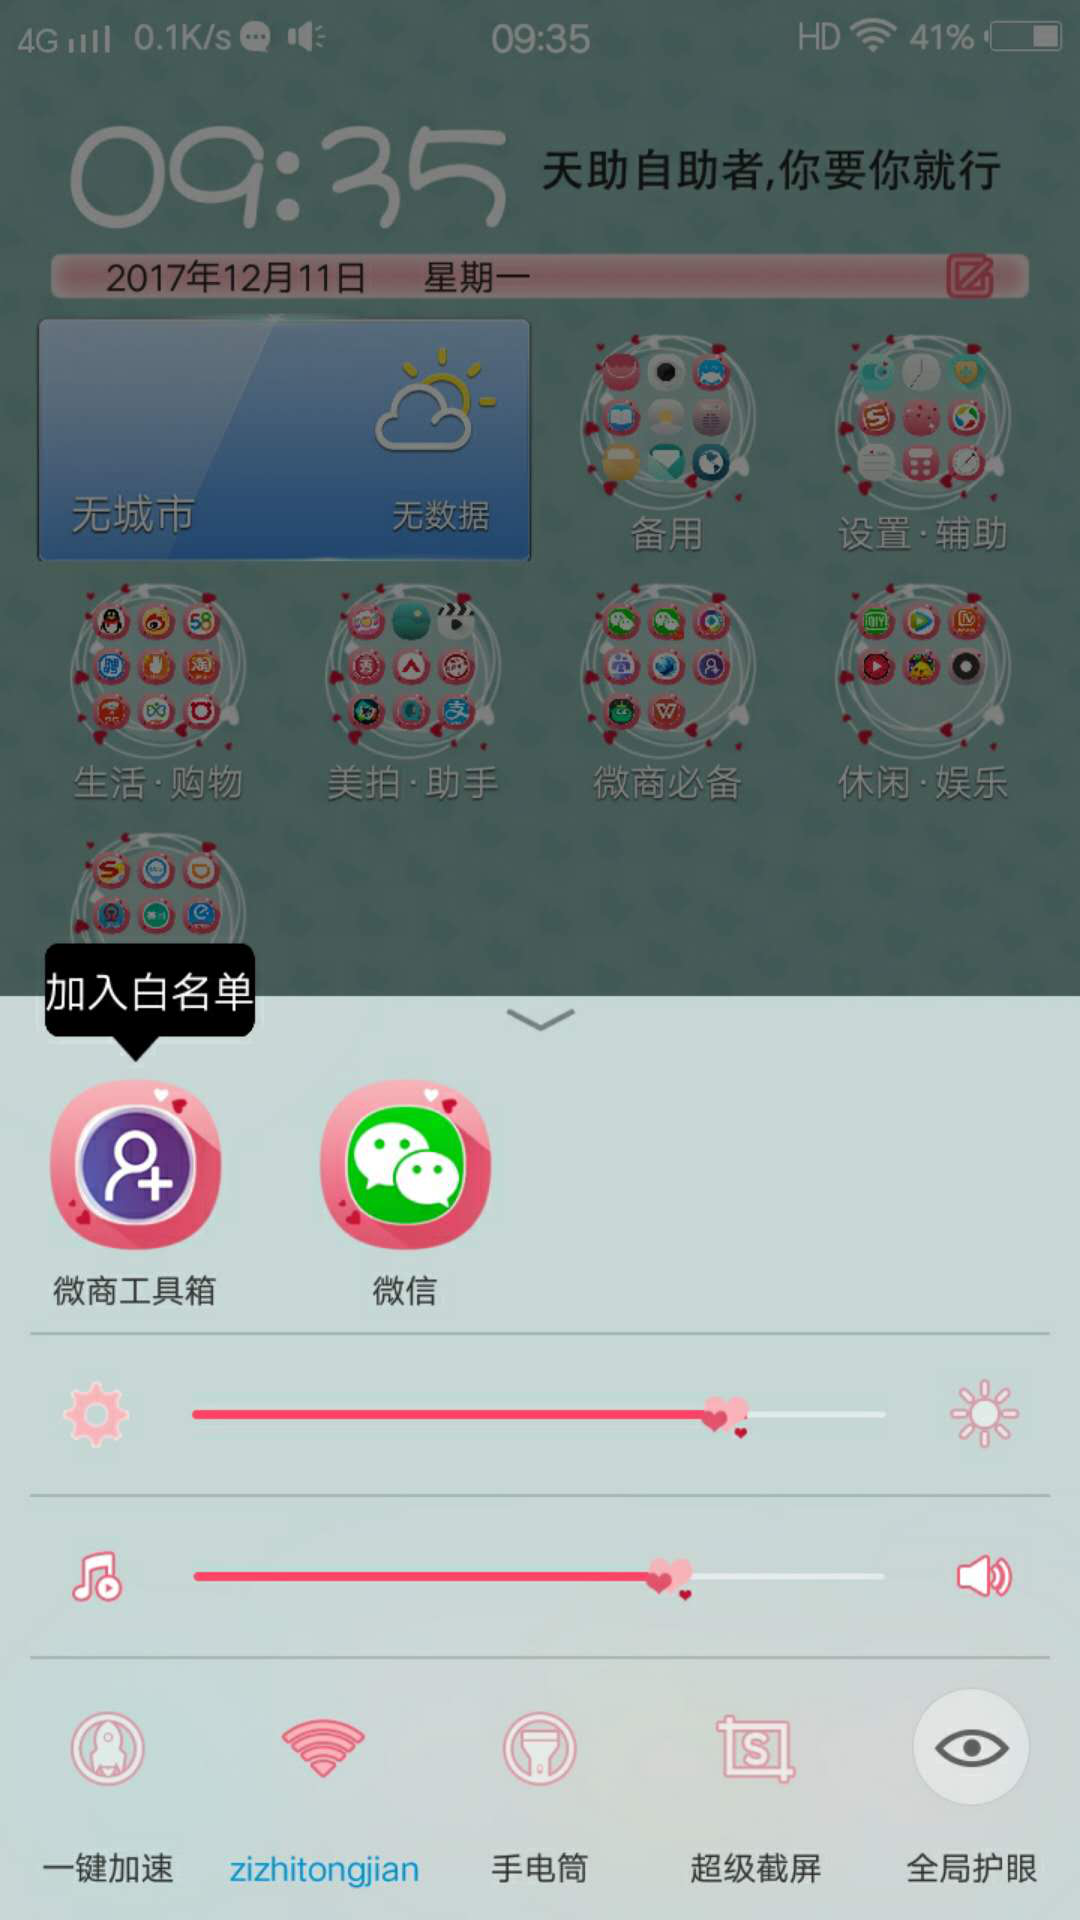 4G 0.1K/s 09:35 HD 41%
09:35 天助自助者,你要你就行
2017年12月11日 星期一
无城市 无数据
备用 设置·辅助
生活·购物 美拍·助手 微商必备 休闲·娱乐
加入白名单
微商工具箱 微信
一键加速 zizhitongjian 手电筒 超级截屏 全局护眼